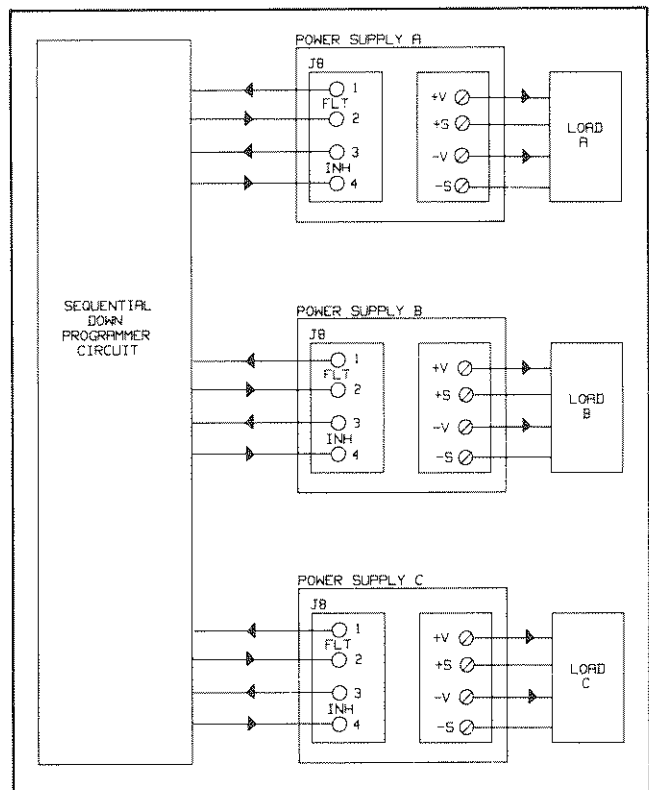 POWER SUPPLY A
J8
1
FLT
2
3
INH
4
+V
+S
-V
-S
LOAD
A
SEQUENTIAL
DOWN
PROGRAMMER
CIRCUIT
POWER SUPPLY B
J8
1
FLT
2
3
INH
4
+V
+S
-V
-S
LOAD
B
POWER SUPPLY C
J8
1
FLT
2
3
INH
4
+V
+S
-V
-S
LOAD
C